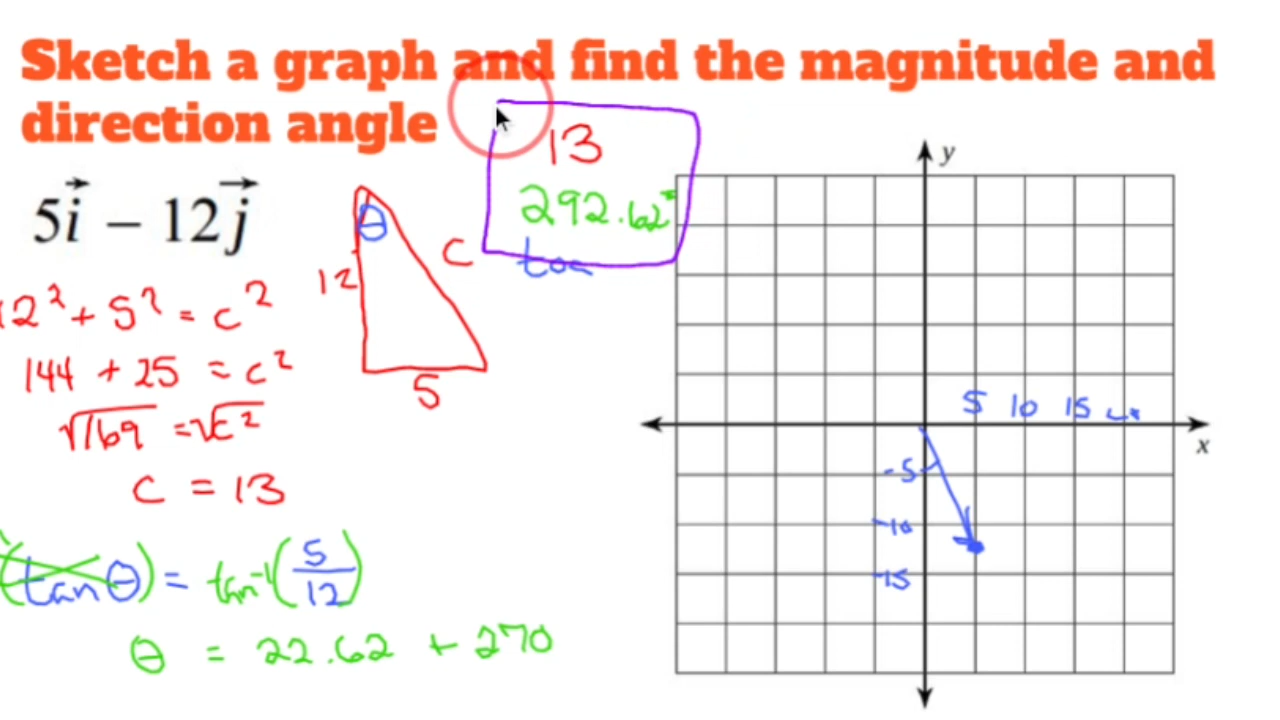 Sketch a graph and find the magnitude and
direction angle
5i⃗ − 12j⃗
13
292.62°
θ
12
C
5
12² + 5² = c²
144 + 25 = c²
√169 = √c²
c = 13
(tan θ) = tan⁻¹(5/12)
θ = 22.62 + 270
y
5 10 15
x
-5
-10
-15